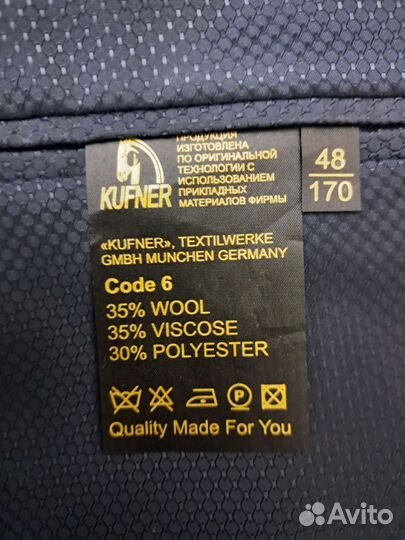 ПРОДУКЦИЯ
ИЗГОТОВЛЕНА
ПО ОРИГИНАЛЬНОЙ
ТЕХНОЛОГИИ С
ИСПОЛЬЗОВАНИЕМ
ПРИКЛАДНЫХ
МАТЕРИАЛОВ ФИРМЫ
KUFNER
48
170
«KUFNER», TEXTILWERKE
GMBH MUNCHEN GERMANY
Code 6
35% WOOL
35% VISCOSE
30% POLYESTER
P
Quality Made For You
Avito